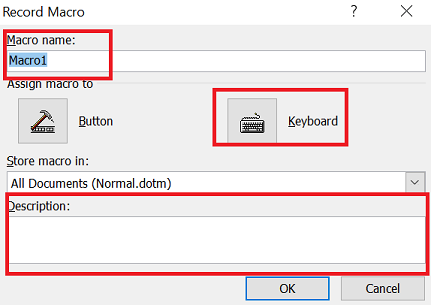 Record Macro ?
Macro name:
Macro1
Assign macro to
Button Keyboard
Store macro in:
All Documents (Normal.dotm)
Description:
OK Cancel